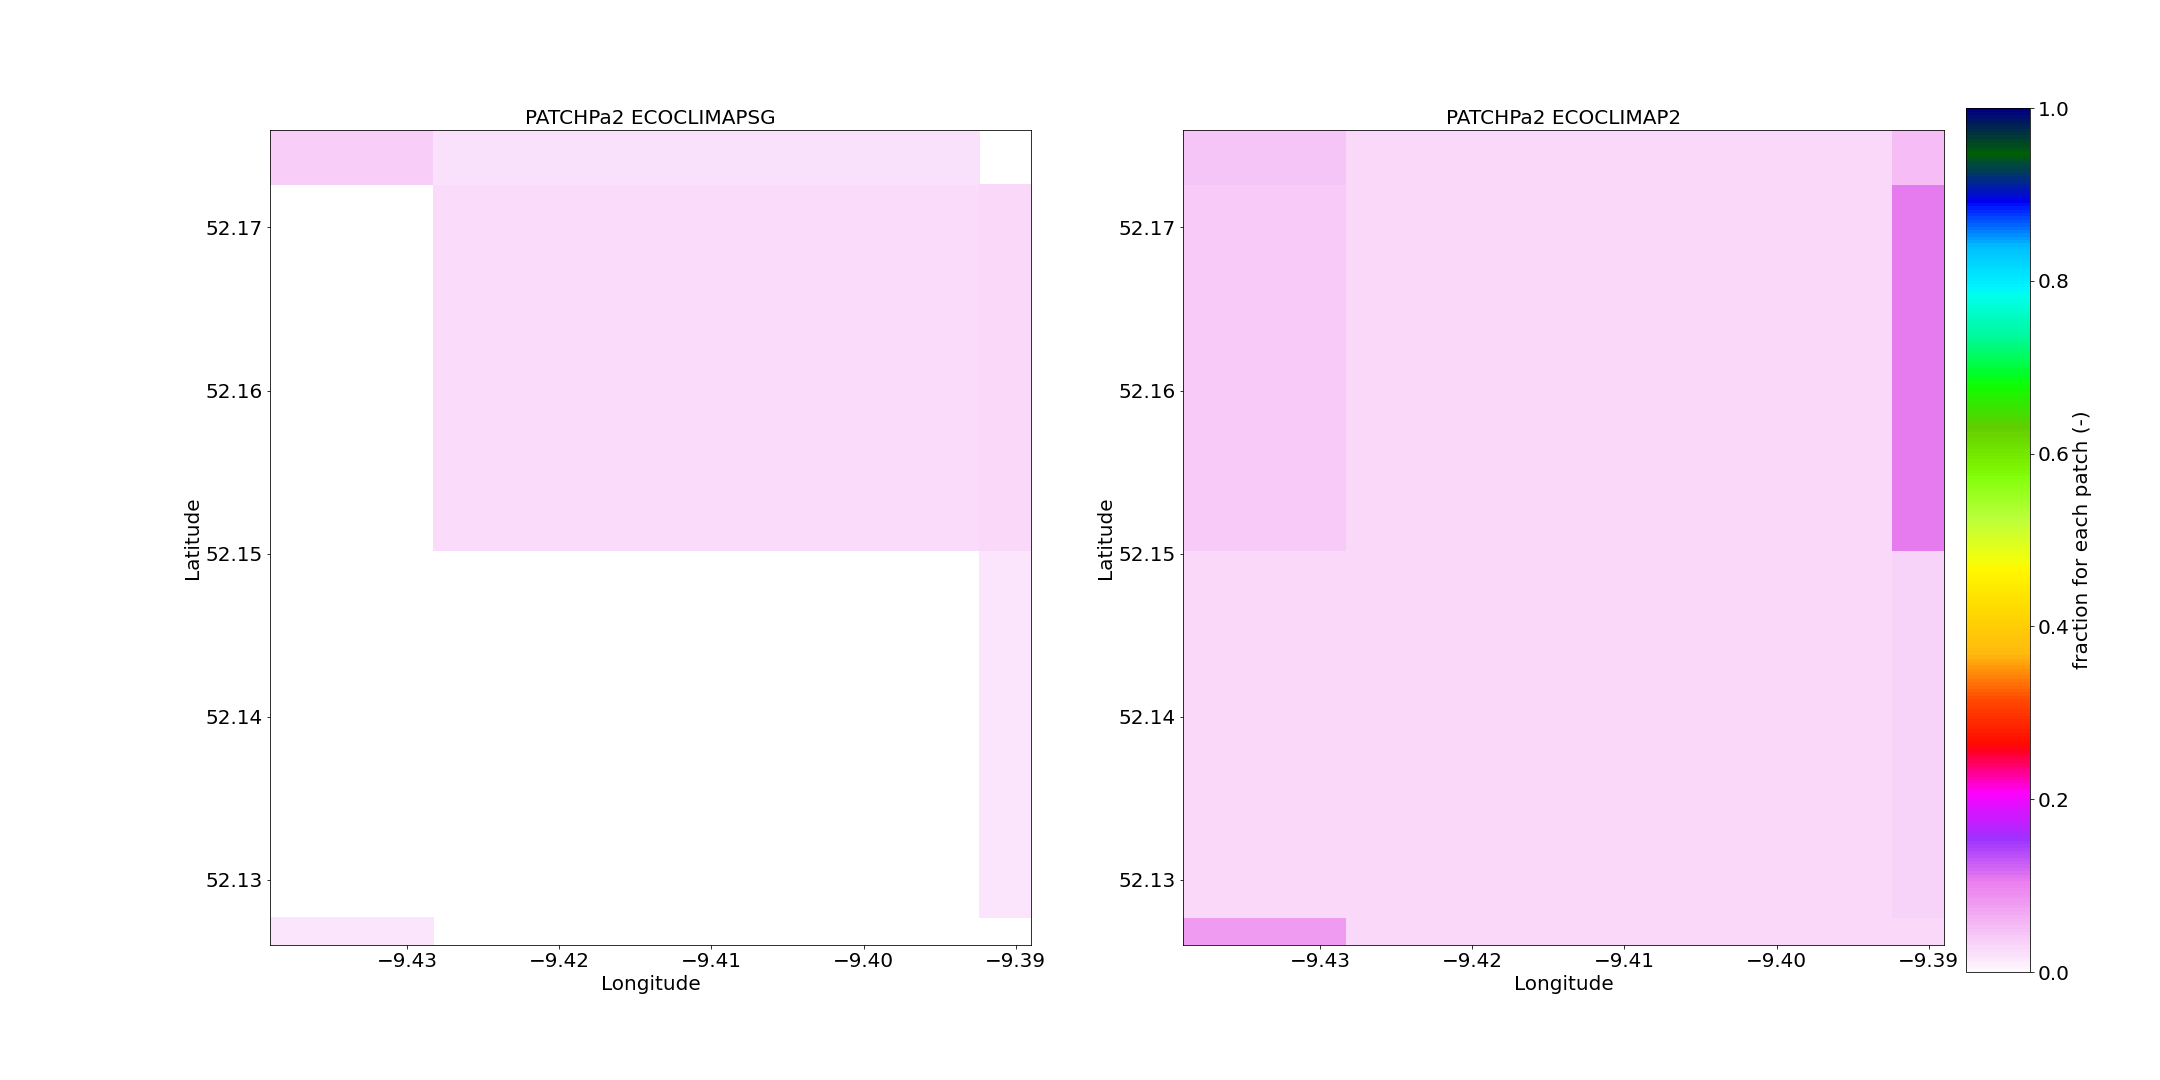 PATCHPa2 ECOCLIMAPSG
52.17
52.16
52.15
52.14
52.13
Latitude
−9.43 −9.42 −9.41 −9.40 −9.39
Longitude
PATCHPa2 ECOCLIMAP2
52.17
52.16
52.15
52.14
52.13
Latitude
−9.43 −9.42 −9.41 −9.40 −9.39
Longitude
1.0
0.8
0.6
0.4
0.2
0.0
fraction for each patch (-)